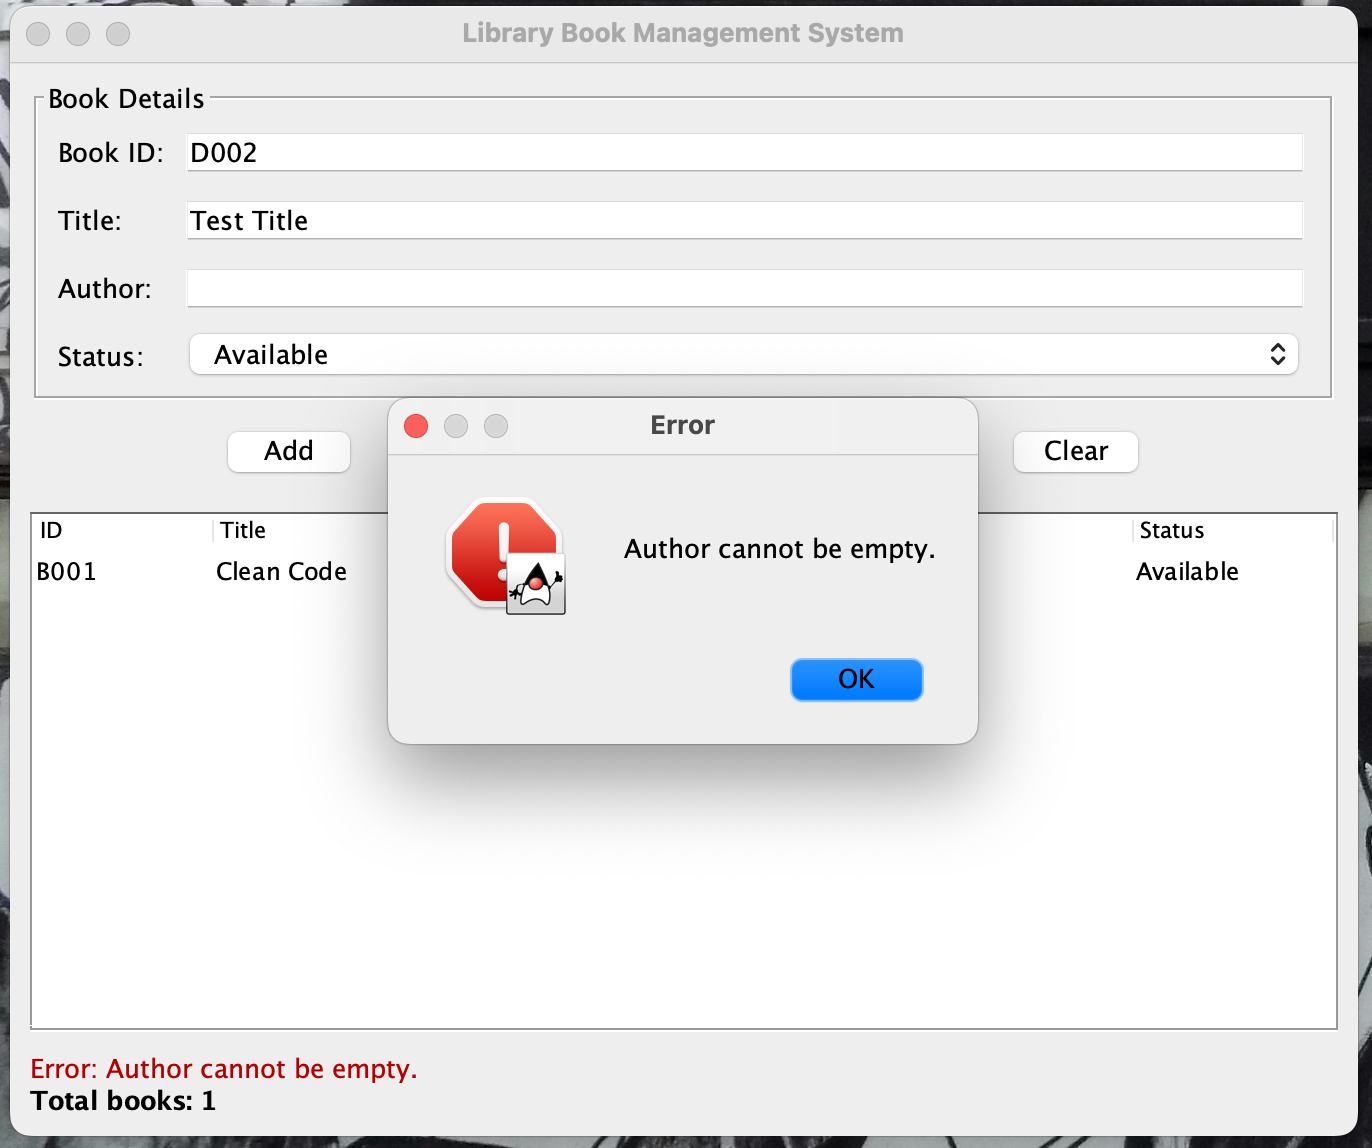 Library Book Management System
Book Details
Book ID: D002
Title: Test Title
Author:
Status: Available
Add
Clear
Error
Author cannot be empty.
OK
ID Title Status
B001 Clean Code Available
Error: Author cannot be empty.
Total books: 1